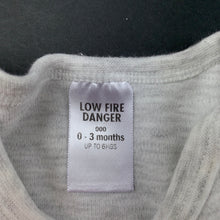 LOW FIRE
DANGER
000
0 - 3 months
UP TO 6KGS